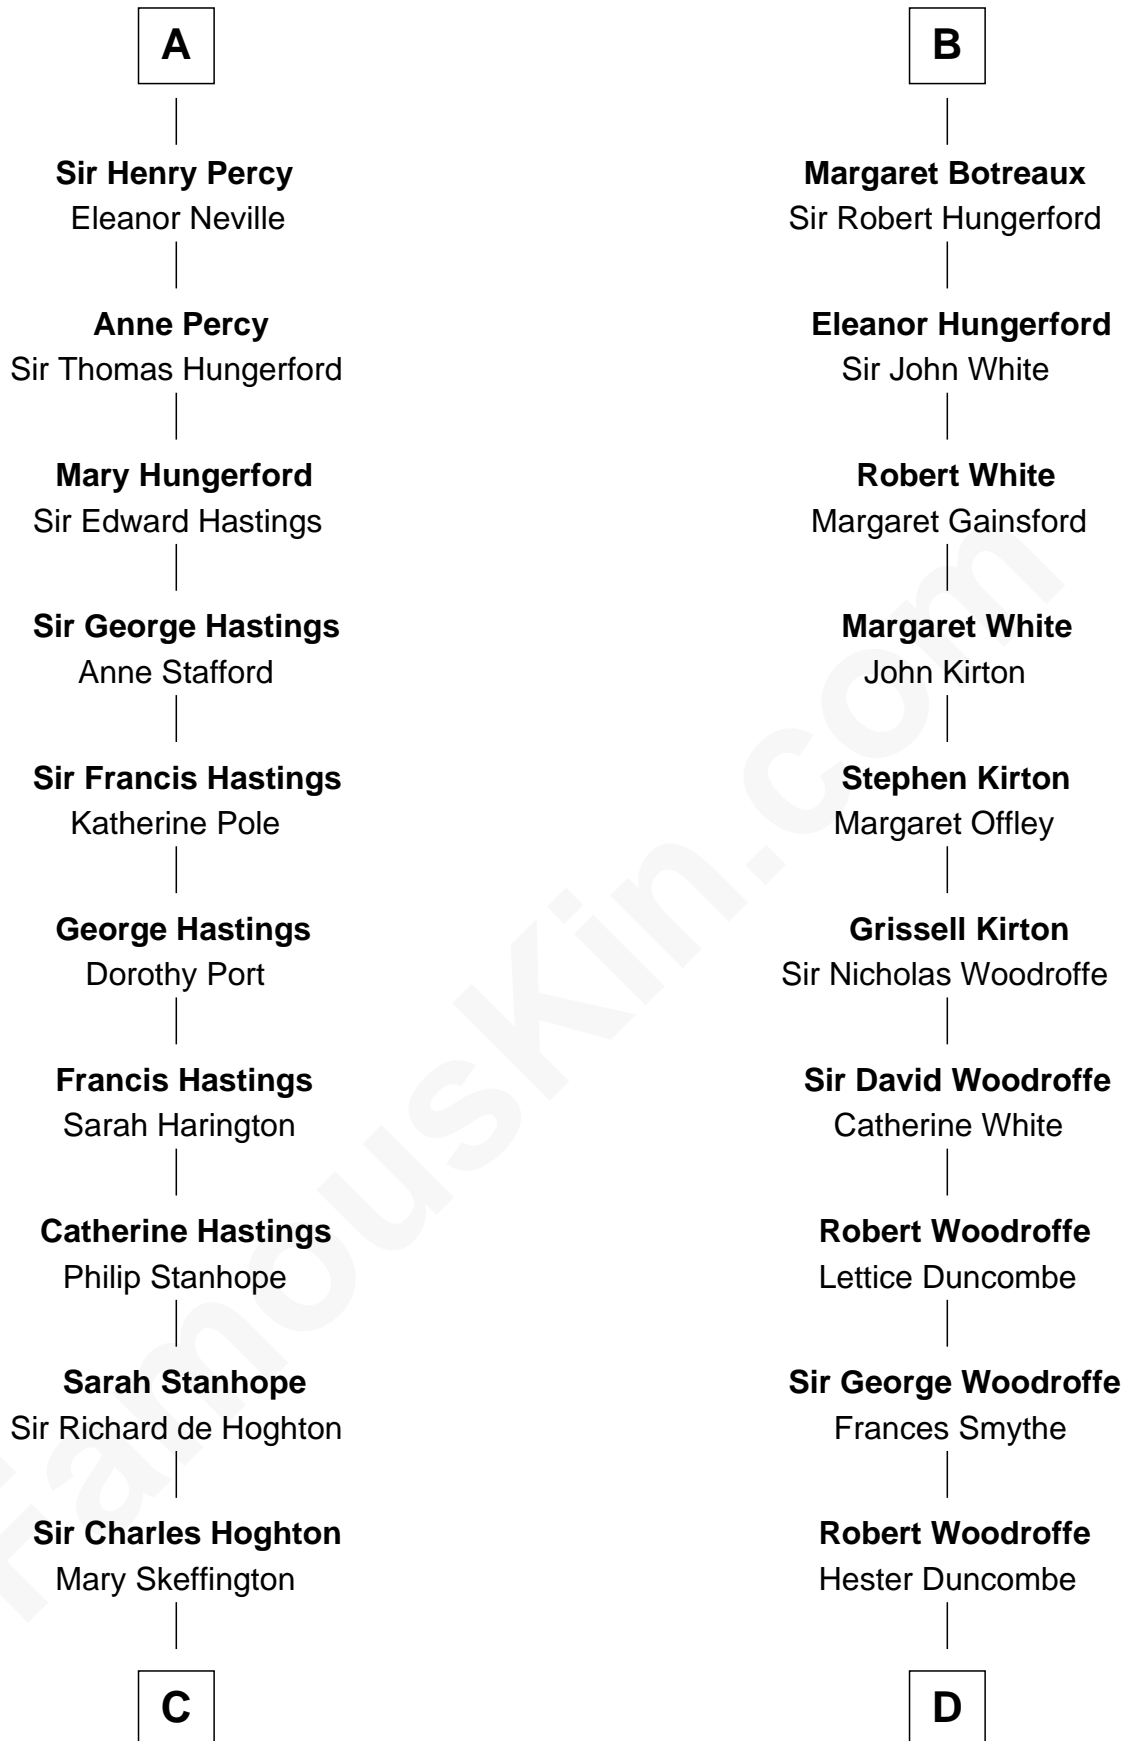 A
Sir Henry Percy
Eleanor Neville
Anne Percy
Sir Thomas Hungerford
Mary Hungerford
Sir Edward Hastings
Sir George Hastings
Anne Stafford
Sir Francis Hastings
Katherine Pole
George Hastings
Dorothy Port
Francis Hastings
Sarah Harington
Catherine Hastings
Philip Stanhope
Sarah Stanhope
Sir Richard de Hoghton
Sir Charles Hoghton
Mary Skeffington
C
B
Margaret Botreaux
Sir Robert Hungerford
Eleanor Hungerford
Sir John White
Robert White
Margaret Gainsford
Margaret White
John Kirton
Stephen Kirton
Margaret Offley
Grissell Kirton
Sir Nicholas Woodroffe
Sir David Woodroffe
Catherine White
Robert Woodroffe
Lettice Duncombe
Sir George Woodroffe
Frances Smythe
Robert Woodroffe
Hester Duncombe
D
FamousKin.com